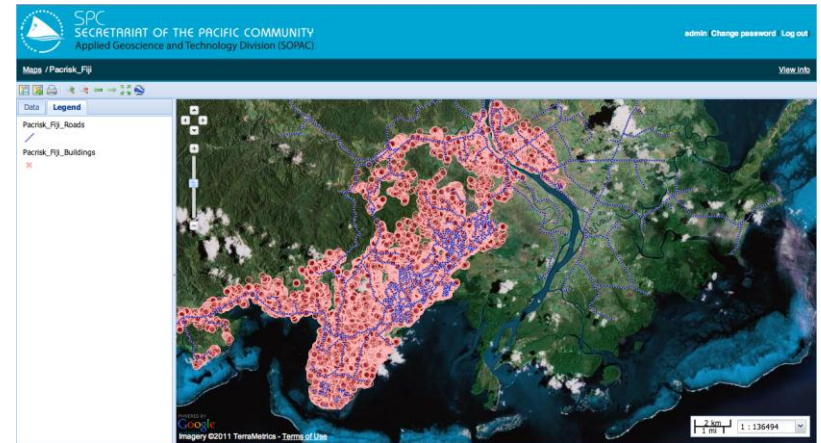 SPC
SECRETARIAT OF THE PACIFIC COMMUNITY
Applied Geoscience and Technology Division (SOPAC)
admin Change password Log out
Maps / Pacrisk_Fiji
View info
Data Legend
Pacrisk_Fiji_Roads
Pacrisk_Fiji_Buildings
POWERED BY
Google
Imagery ©2011 TerraMetrics - Terms of Use
2 km
1 mi
1 : 136494